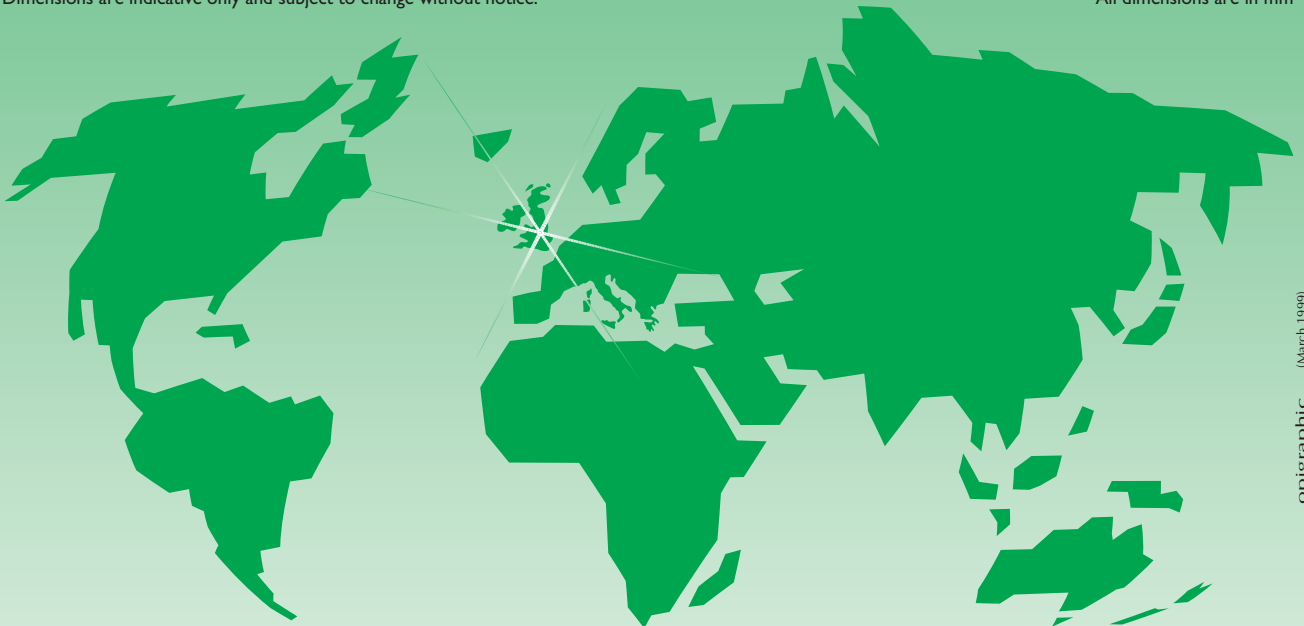 Dimensions are indicative only and subject to change without notice.
All dimensions are in mm
epigraphic (March 1999)